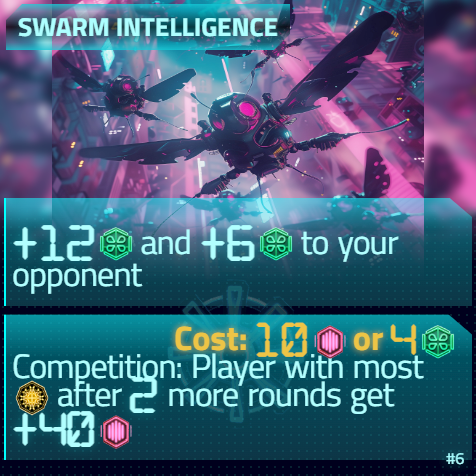 SWARM INTELLIGENCE
+12 and +6 to your
opponent
Cost: 10 or 4
Competition: Player with most
after 2 more rounds get
+40
#6